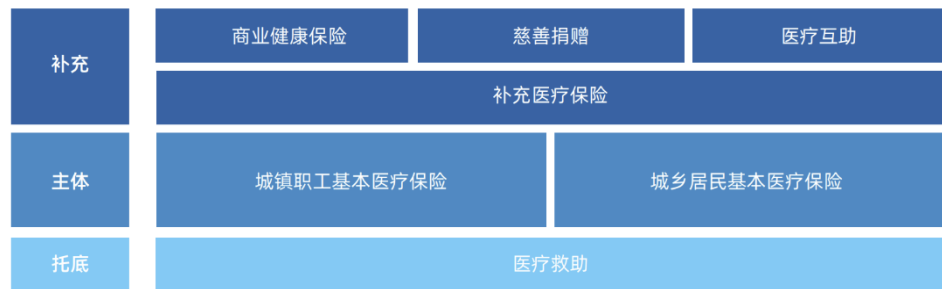 商业健康保险 慈善捐赠 医疗互助
补充
补充医疗保险
主体 城镇职工基本医疗保险 城乡居民基本医疗保险
托底 医疗救助